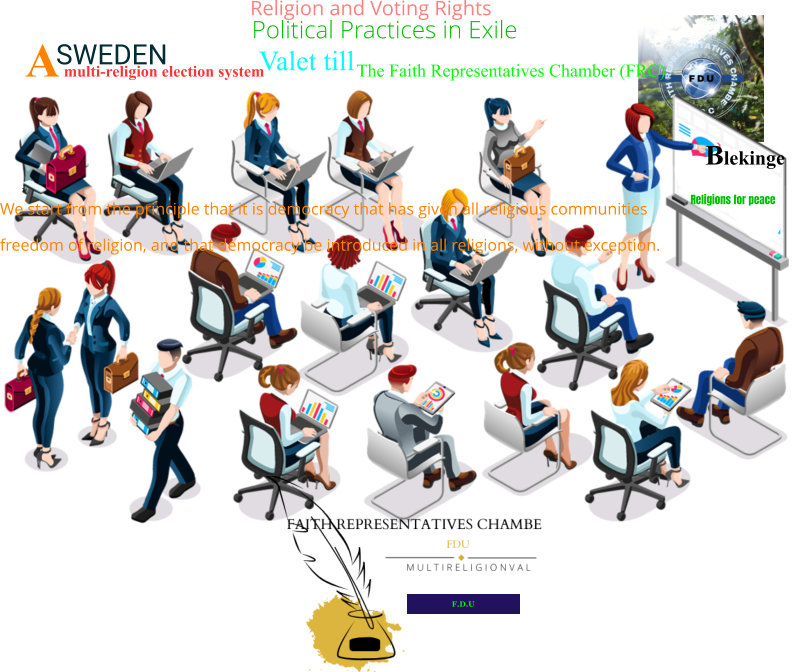 Religion and Voting Rights
Political Practices in Exile
A SWEDEN
multi-religion election system
Valet till
The Faith Representatives Chamber (FRC)
FDU
Blekinge
Religions for peace
We start from the principle that it is democracy that has given all religious communities
freedom of religion, and that democracy be introduced in all religions, without exception.
FAITH REPRESENTATIVES CHAMBE
FDU
MULTIRELIGIONVAL
F.D.U